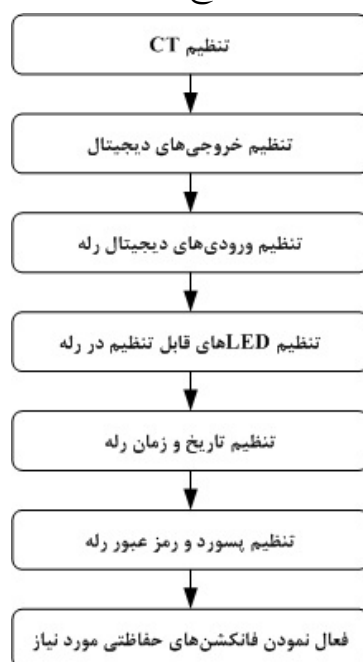 تنظیم CT
تنظیم خروجی‌های دیجیتال
تنظیم ورودی‌های دیجیتال رله
تنظیم LEDهای قابل تنظیم در رله
تنظیم تاریخ و زمان رله
تنظیم پسورد و رمز عبور رله
فعال نمودن فانکشن‌های حفاظتی مورد نیاز